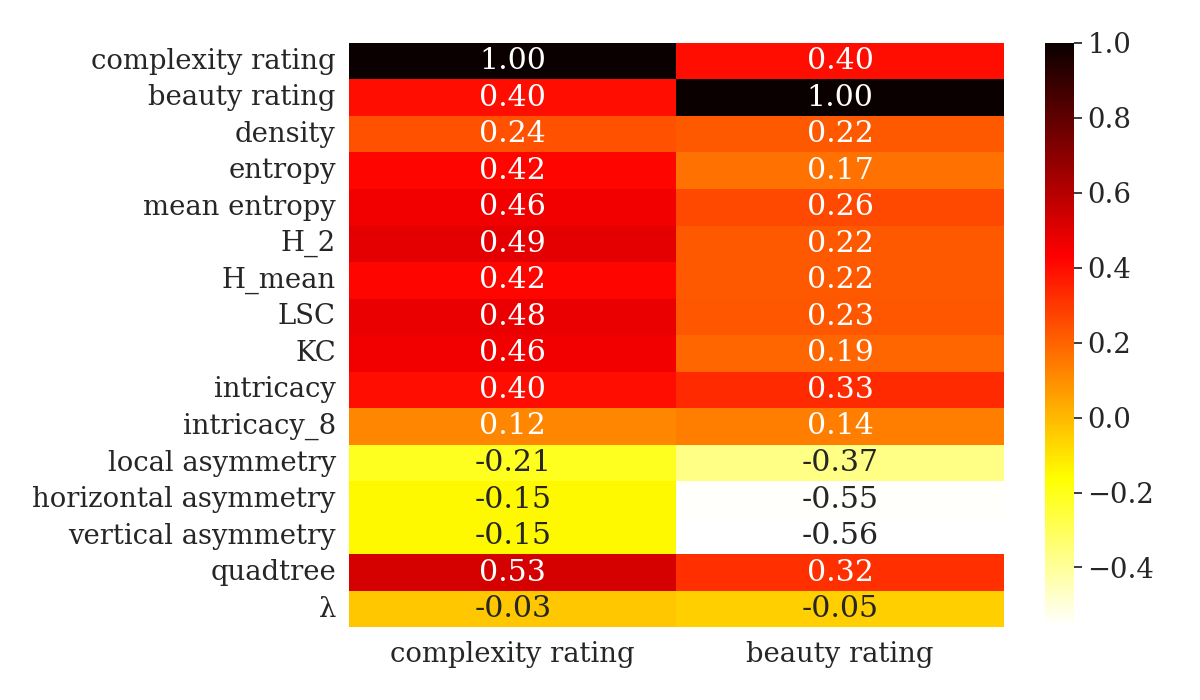 complexity rating 1.00 0.40
beauty rating 0.40 1.00
density 0.24 0.22
entropy 0.42 0.17
mean entropy 0.46 0.26
H_2 0.49 0.22
H_mean 0.42 0.22
LSC 0.48 0.23
KC 0.46 0.19
intricacy 0.40 0.33
intricacy_8 0.12 0.14
local asymmetry -0.21 -0.37
horizontal asymmetry -0.15 -0.55
vertical asymmetry -0.15 -0.56
quadtree 0.53 0.32
λ -0.03 -0.05
complexity rating beauty rating
1.0
0.8
0.6
0.4
0.2
0.0
−0.2
−0.4